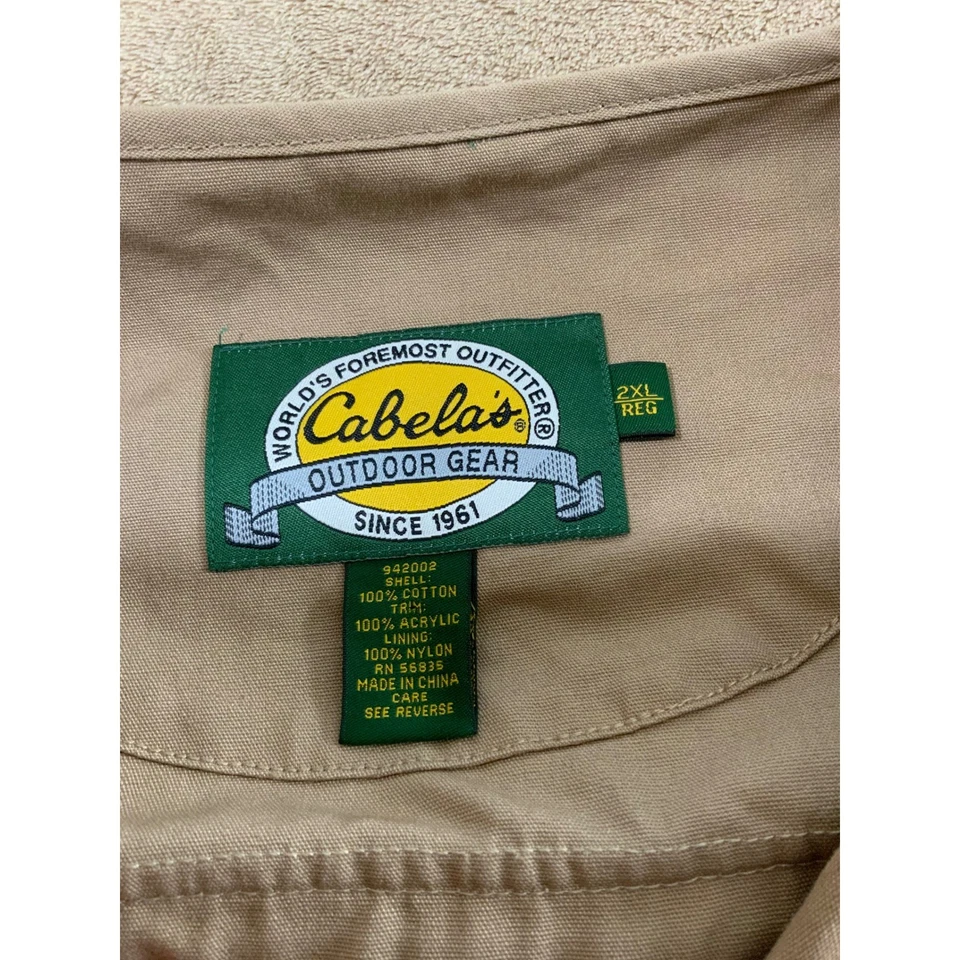 WORLD'S FOREMOST OUTFITTER®
Cabela's®
OUTDOOR GEAR
SINCE 1961
2XL
REG
942002
SHELL:
100% COTTON
TRIM:
100% ACRYLIC
LINING:
100% NYLON
RN 56835
MADE IN CHINA
CARE
SEE REVERSE